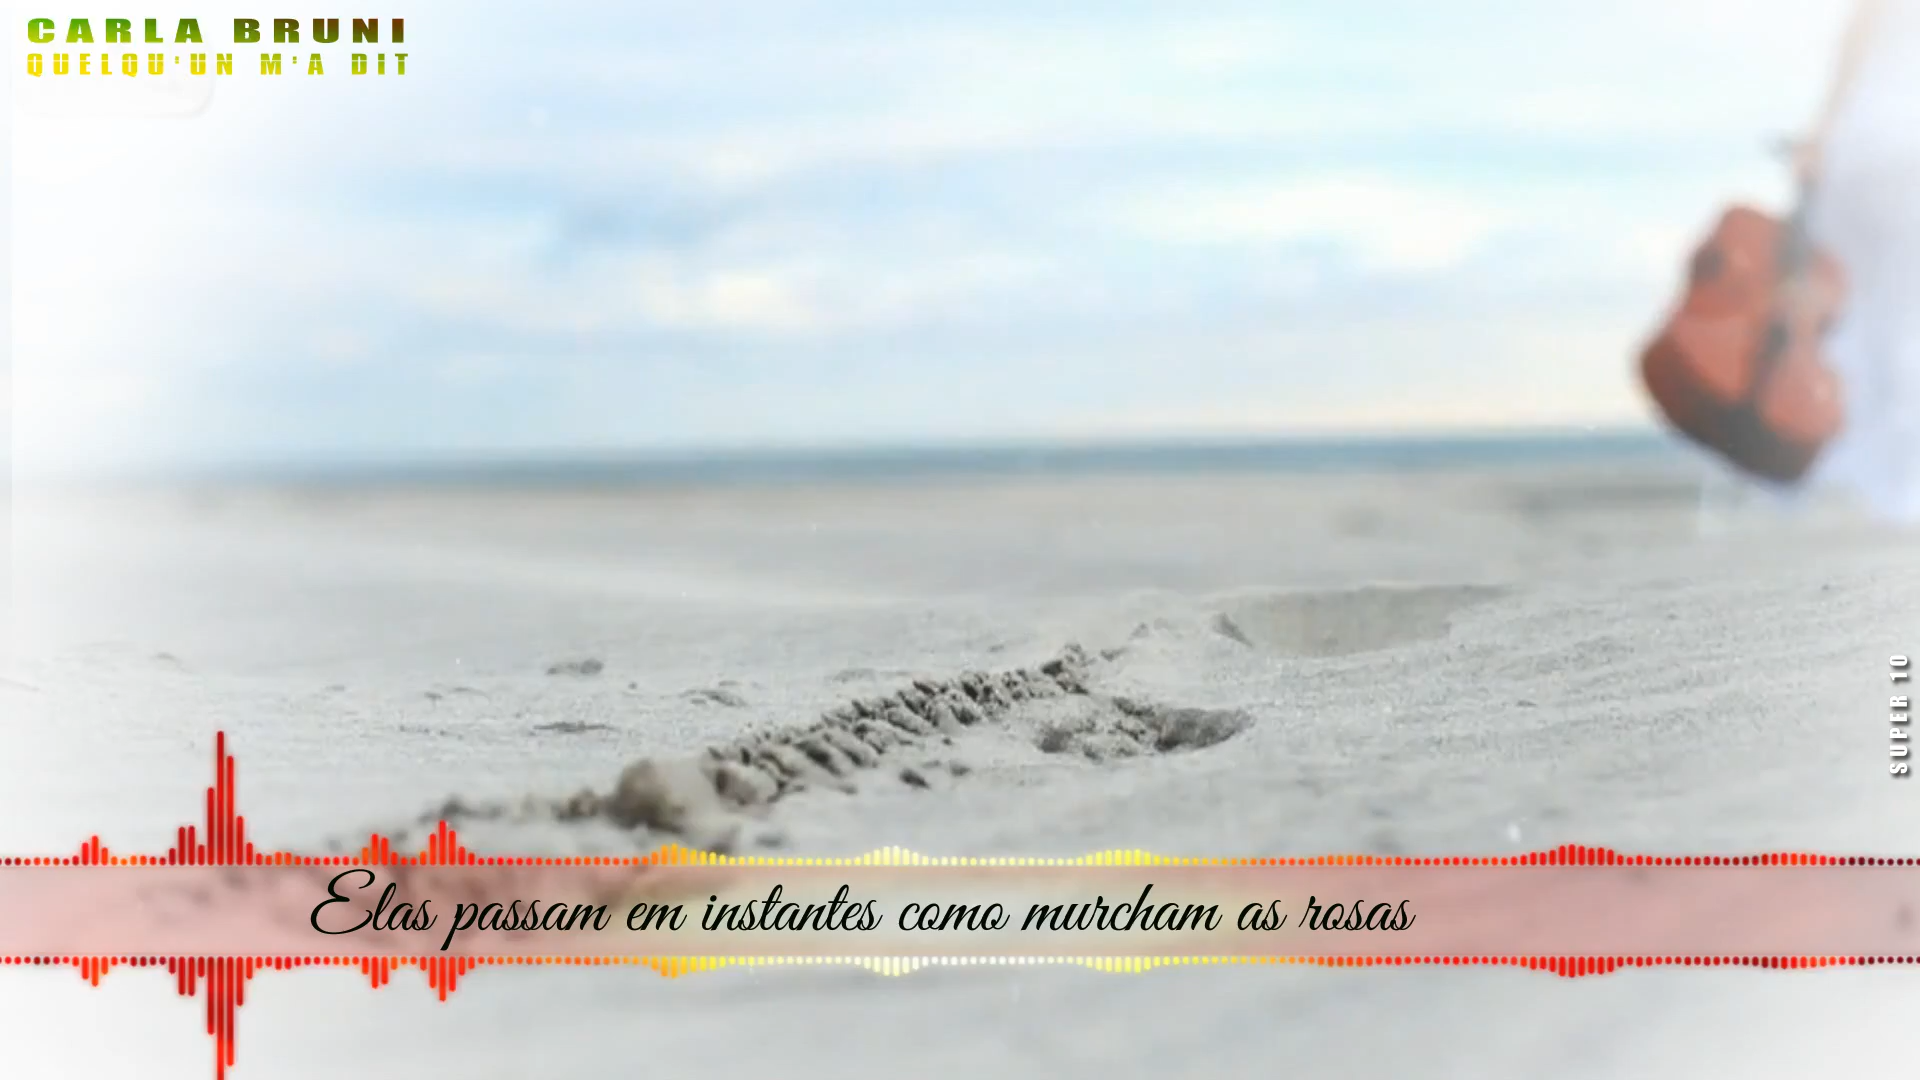 CARLA BRUNI
QUELQU'UN M'A DIT
SUPER 10
Elas passam em instantes como murcham as rosas